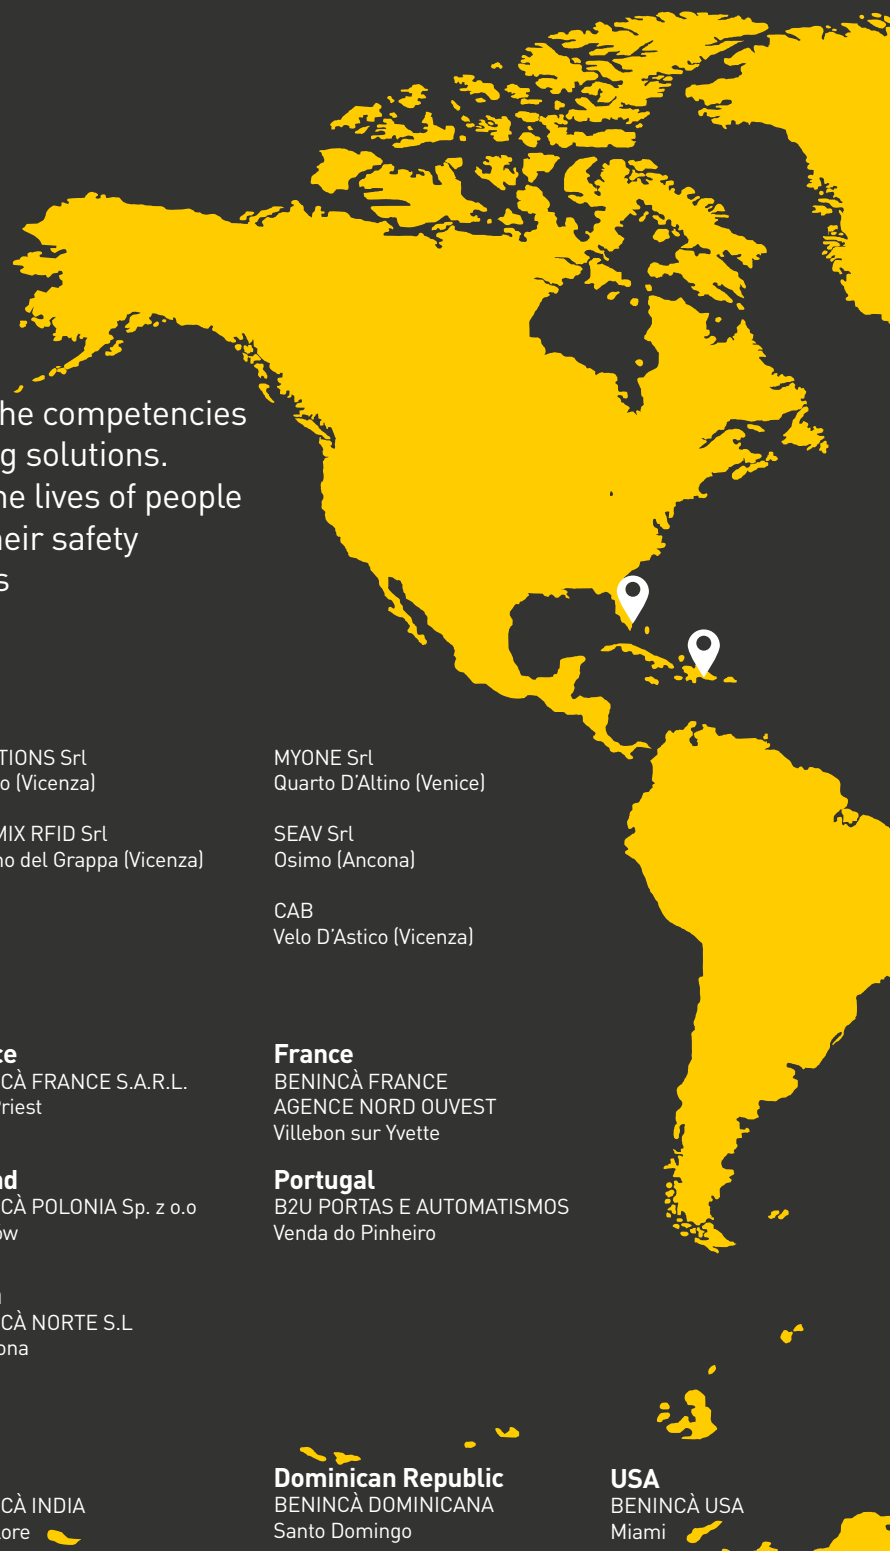 he competencies
g solutions.
he lives of people
heir safety
s
TIONS Srl
o (Vicenza)
MIX RFID Srl
no del Grappa (Vicenza)
MYONE Srl
Quarto D'Altino (Venice)
SEAV Srl
Osimo (Ancona)
CAB
Velo D'Astico (Vicenza)
ce
CÀ FRANCE S.A.R.L.
Priest
France
BENINCÀ FRANCE
AGENCE NORD OUVEST
Villebon sur Yvette
nd
CÀ POLONIA Sp. z o.o
ow
Portugal
B2U PORTAS E AUTOMATISMOS
Venda do Pinheiro
CÀ NORTE S.L
ona
CÀ INDIA
ore
Dominican Republic
BENINCÀ DOMINICANA
Santo Domingo
USA
BENINCÀ USA
Miami